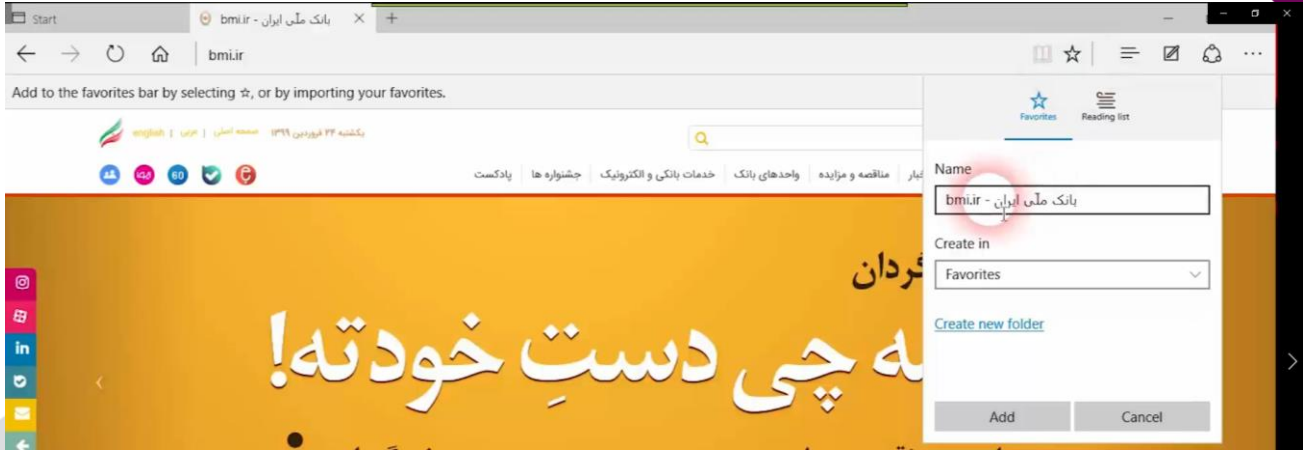 Start
bmi.ir - بانک ملّی ایران
bmi.ir
Add to the favorites bar by selecting ☆, or by importing your favorites.
Favorites
Reading list
یکشنبه ۲۴ فروردین ۱۳۹۹ صفحه اصلی | عربی | english
بار مناقصه و مزایده واحدهای بانک خدمات بانکی و الکترونیک جشنواره ها پادکست
60
Name
bmi.ir - بانک ملّی ایران
Create in
Favorites
Create new folder
گردان
ه چی دستِ خودته!
in
Add
Cancel